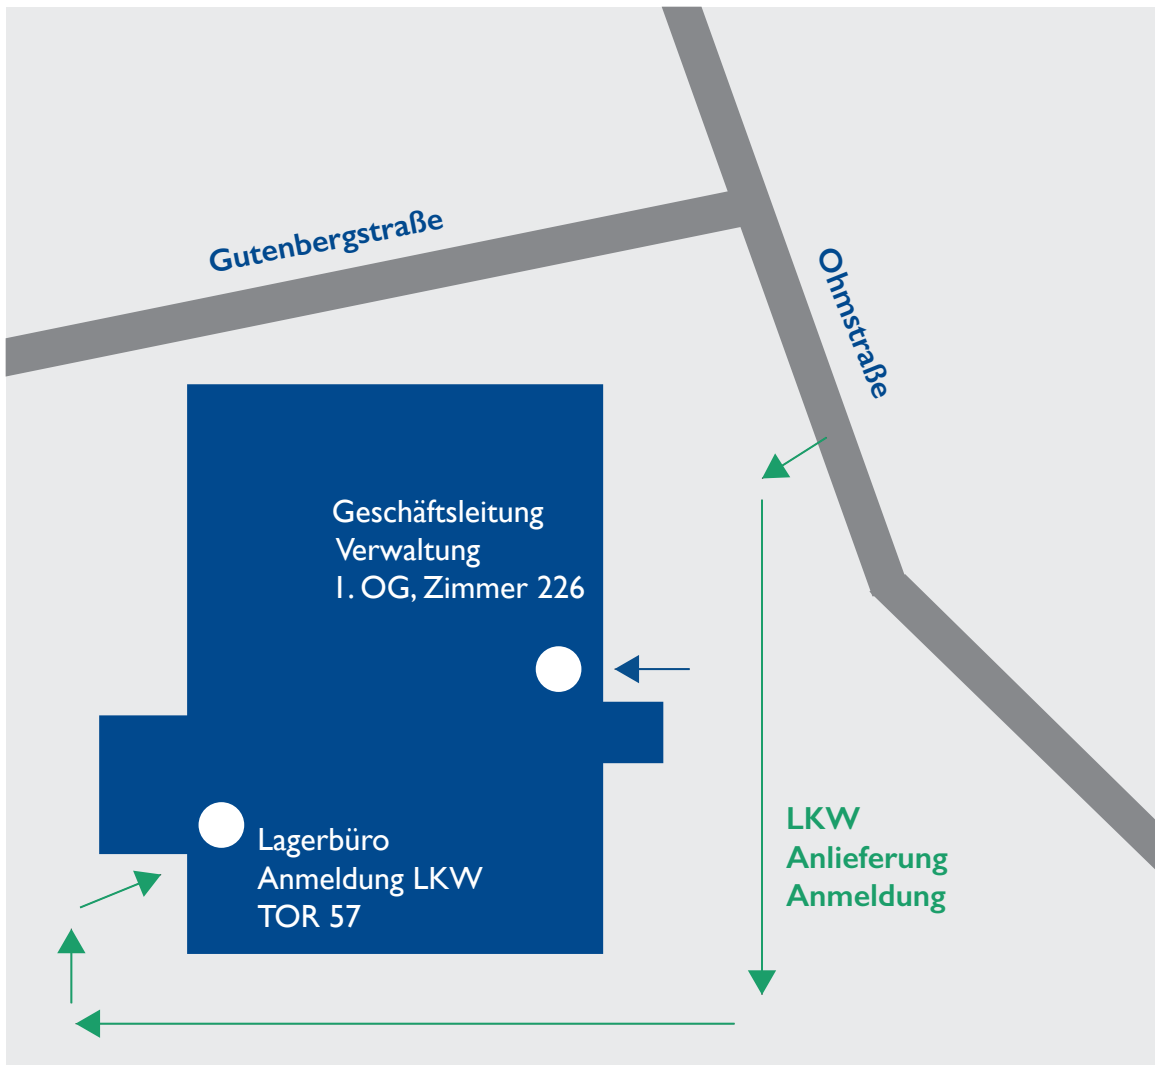 Gutenbergstraße
Ohmstraße
Geschäftsleitung
Verwaltung
1. OG, Zimmer 226
Lagerbüro
Anmeldung LKW
TOR 57
LKW
Anlieferung
Anmeldung